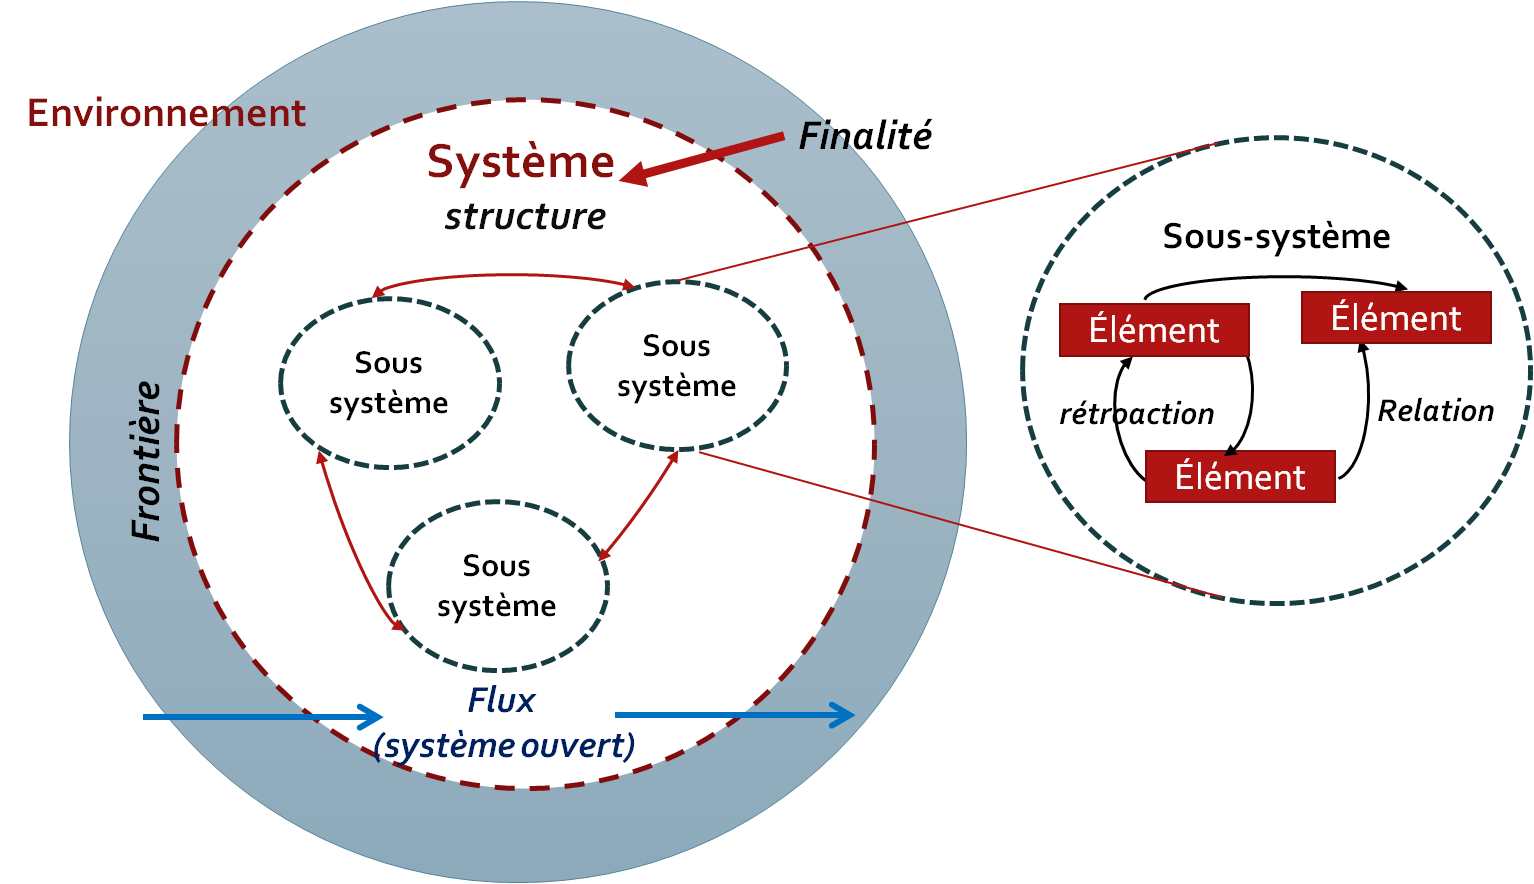 Environnement
Finalité
Système
structure
Frontière
Sous
système
Sous
système
Sous
système
Flux
(système ouvert)
Sous-système
Élément
Élément
rétroaction
Relation
Élément